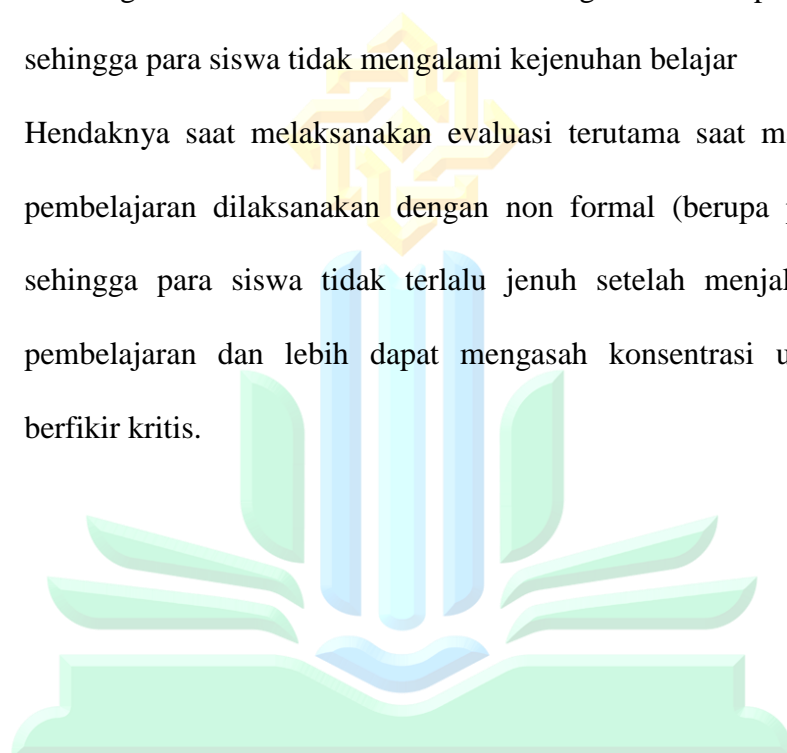 sehingga para siswa tidak mengalami kejenuhan belajar
Hendaknya saat melaksanakan evaluasi terutama saat
pembelajaran dilaksanakan dengan non formal (berupa
sehingga para siswa tidak terlalu jenuh setelah
pembelajaran dan lebih dapat mengasah konsentrasi
berfikir kritis.